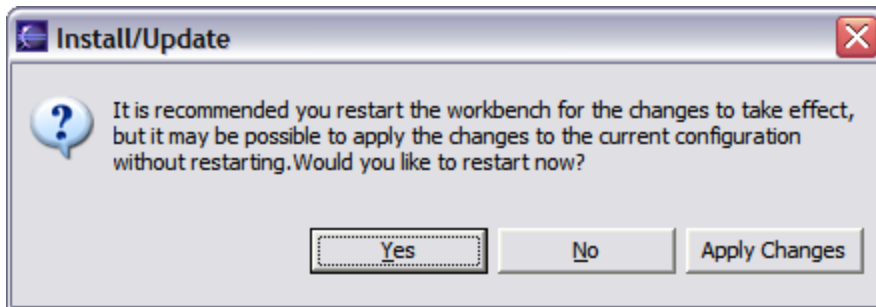 Install/Update
It is recommended you restart the workbench for the changes to take effect,
but it may be possible to apply the changes to the current configuration
without restarting.Would you like to restart now?
Yes
No
Apply Changes